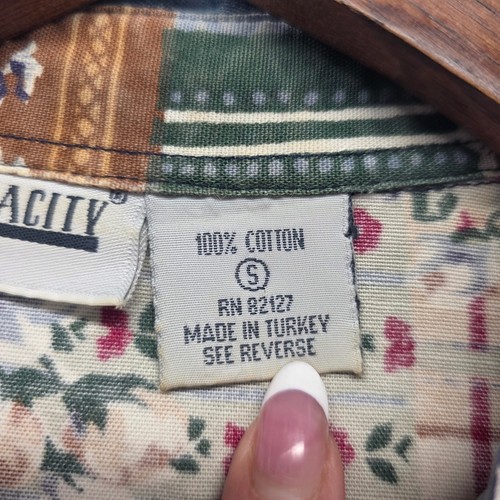 ACITY®
100% COTTON
S
RN 82127
MADE IN TURKEY
SEE REVERSE